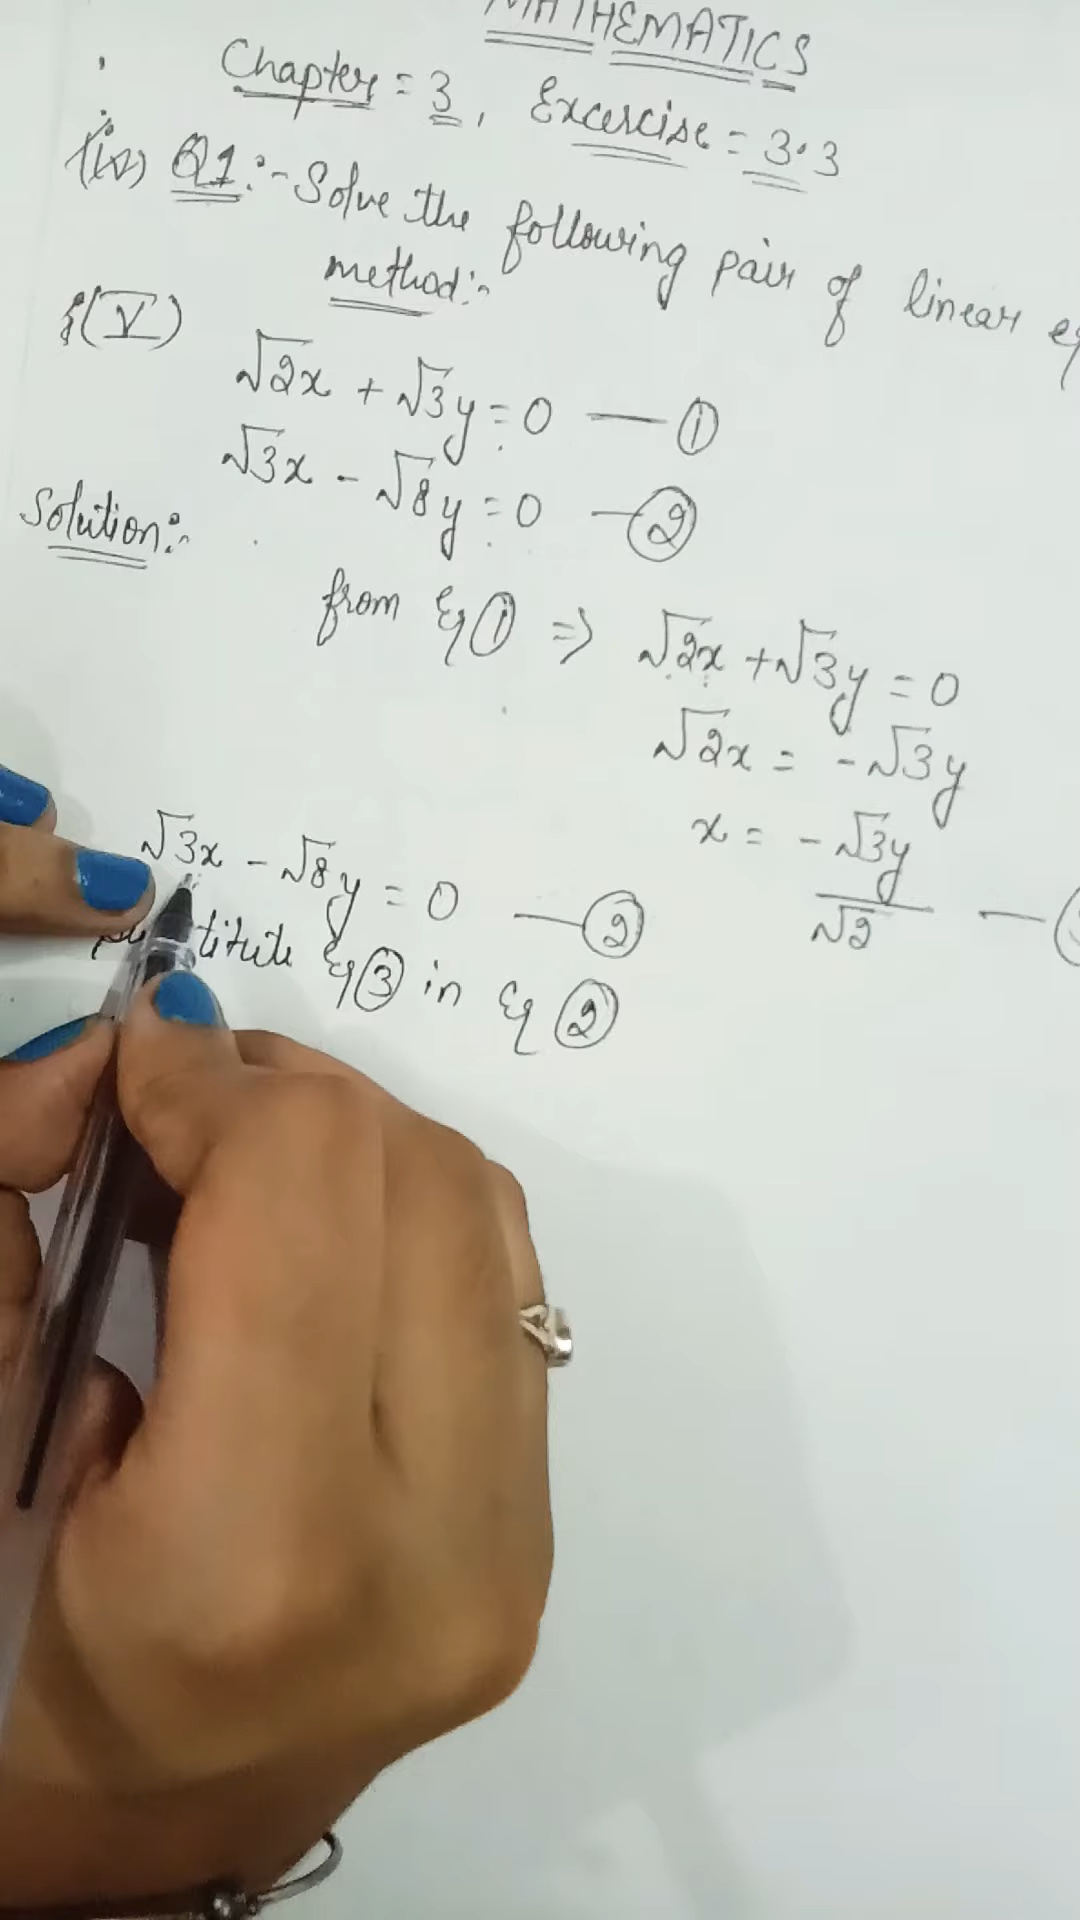 MATHEMATICS
Chapter = 3, Excercise = 3.3
(iv) Q1:- Solve the following pair of linear
method:-
(V)
√2x + √3y = 0 — ①
√3x - √8y = 0 — ②
Solution:-
from Eq ① ⇒ √2x + √3y = 0
√2x = -√3y
x = -√3y / √2 —
√3x - √8y = 0 — ②
Eq ③ in Eq ②